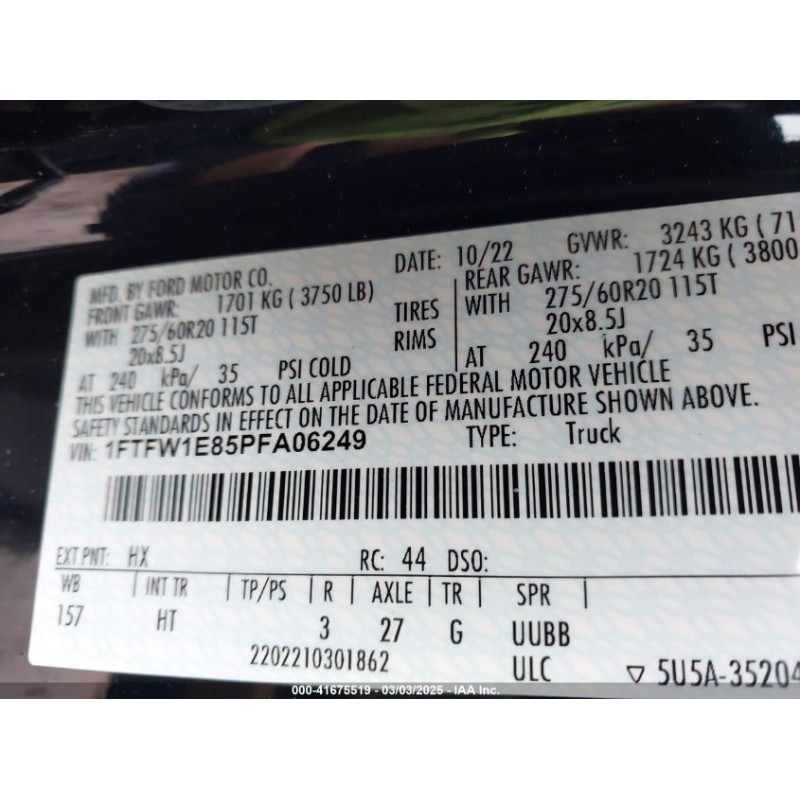 MFD. BY FORD MOTOR CO.
DATE: 10/22 GVWR: 3243 KG ( 71
FRONT GAWR: 1701 KG ( 3750 LB)
REAR GAWR: 1724 KG ( 3800
WITH 275/60R20 115T TIRES WITH 275/60R20 115T
20x8.5J RIMS 20x8.5J
AT 240 kPa/ 35 PSI COLD AT 240 kPa/ 35 PSI
THIS VEHICLE CONFORMS TO ALL APPLICABLE FEDERAL MOTOR VEHICLE
SAFETY STANDARDS IN EFFECT ON THE DATE OF MANUFACTURE SHOWN ABOVE.
VIN: 1FTFW1E85PFA06249 TYPE: Truck
EXT PNT: HX RC: 44 DSO:
WB | INT TR | TP/PS | R | AXLE | TR | SPR |
157 HT 3 27 G UUBB
2202210301862 ULC ▽ 5U5A-35204
000-41675519 - 03/03/2025 - IAA Inc.